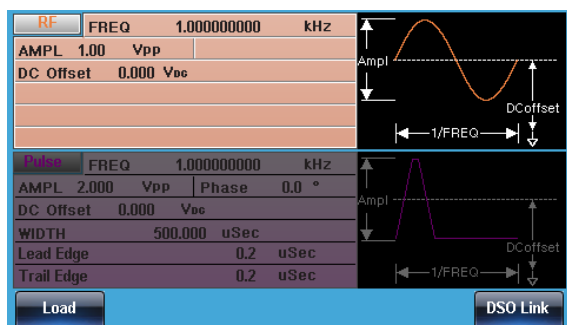 RF FREQ 1.000000000 kHz
AMPL 1.00 Vpp
DC Offset 0.000 VDC
Ampl
DCoffset
1/FREQ
Pulse FREQ 1.000000000 kHz
AMPL 2.000 Vpp Phase 0.0 °
DC Offset 0.000 VDC
WIDTH 500.000 uSec
Lead Edge 0.2 uSec
Trail Edge 0.2 uSec
Ampl
DCoffset
1/FREQ
Load DSO Link